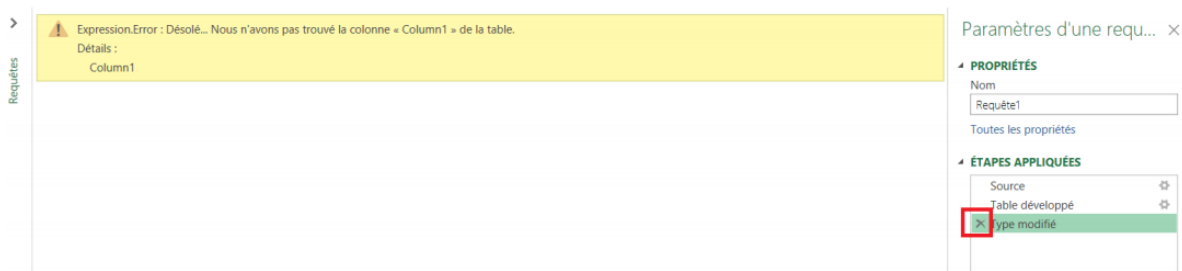 Requêtes
Expression.Error : Désolé... Nous n'avons pas trouvé la colonne « Column1 » de la table.
Détails :
Column1
Paramètres d'une requ...
PROPRIÉTÉS
Nom
Requête1
Toutes les propriétés
ÉTAPES APPLIQUÉES
Source
Table développé
Type modifié